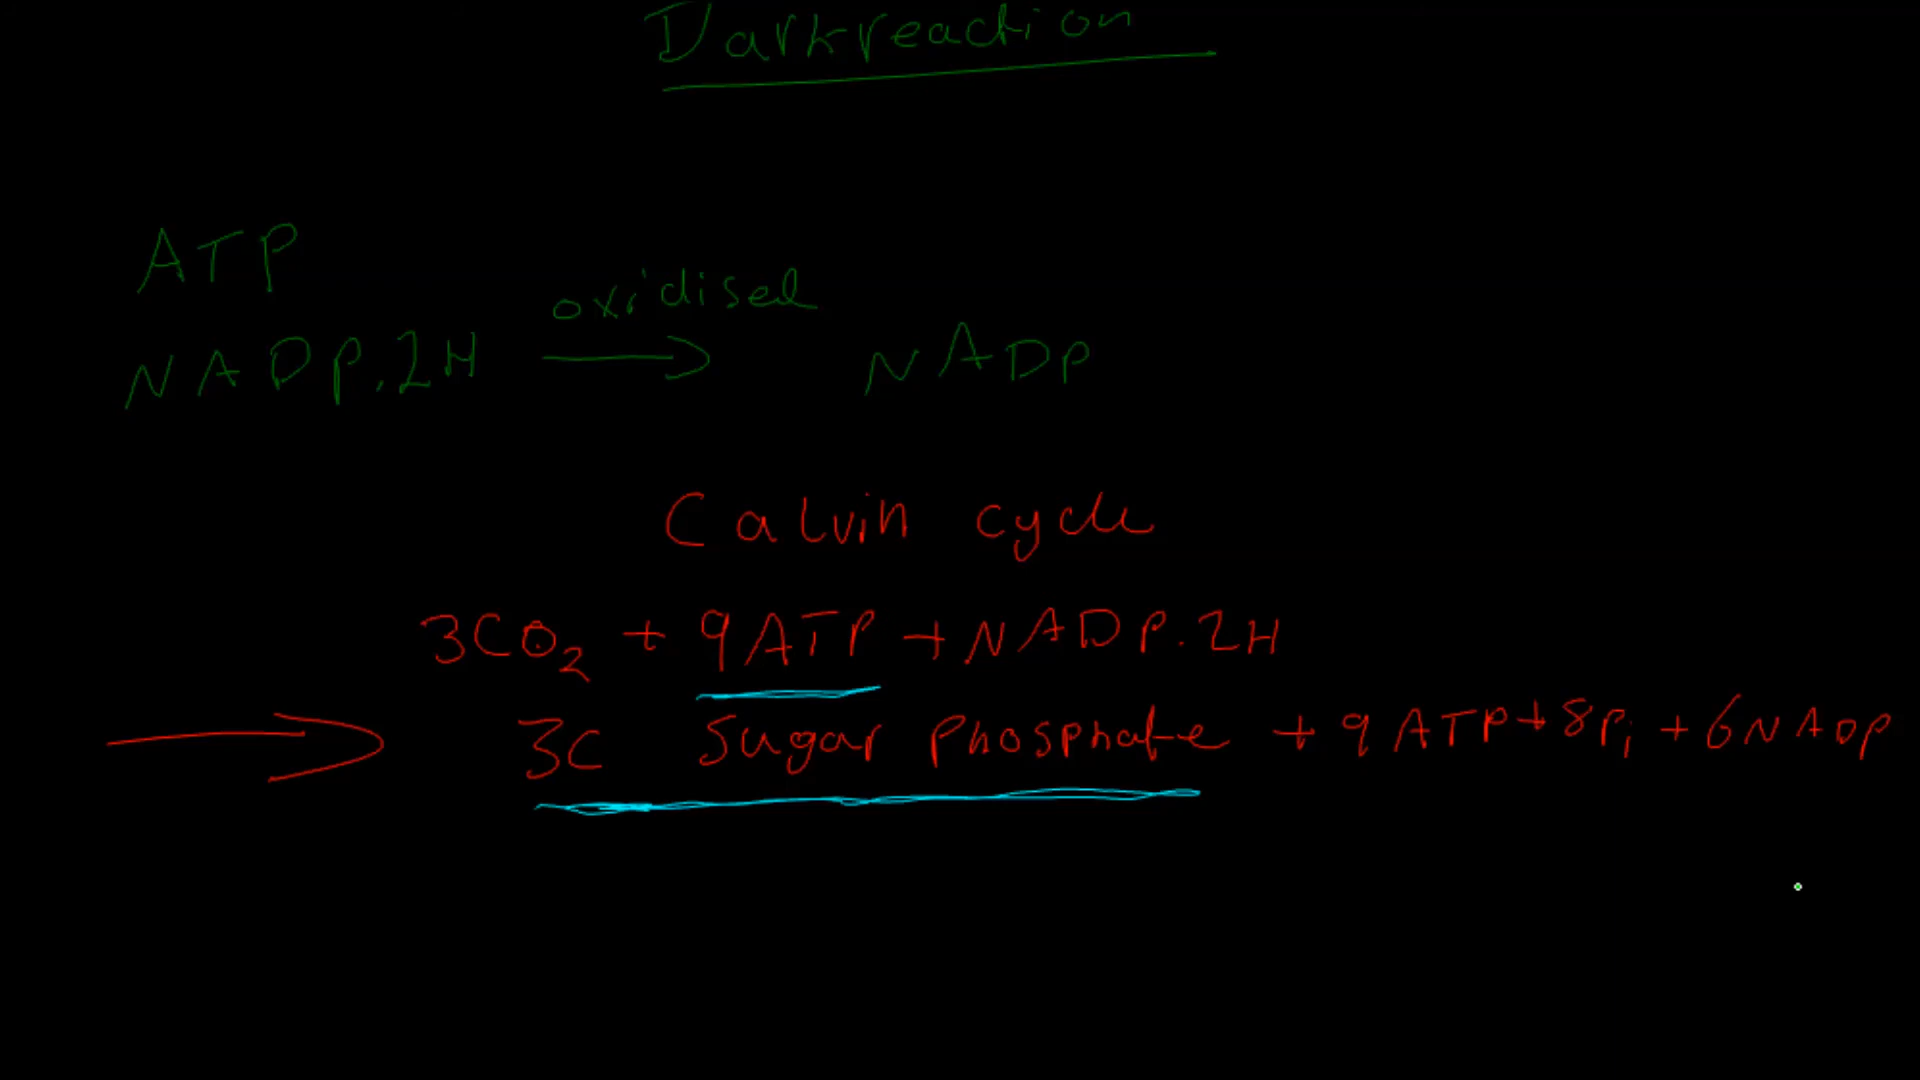 Darkreaction
ATP
oxidised
NADP.2H → NADP
Calvin cycle
3CO₂ + 9ATP + NADP.2H
→ 3C Sugar Phosphate + 9ATP + 8Pi + 6NADP